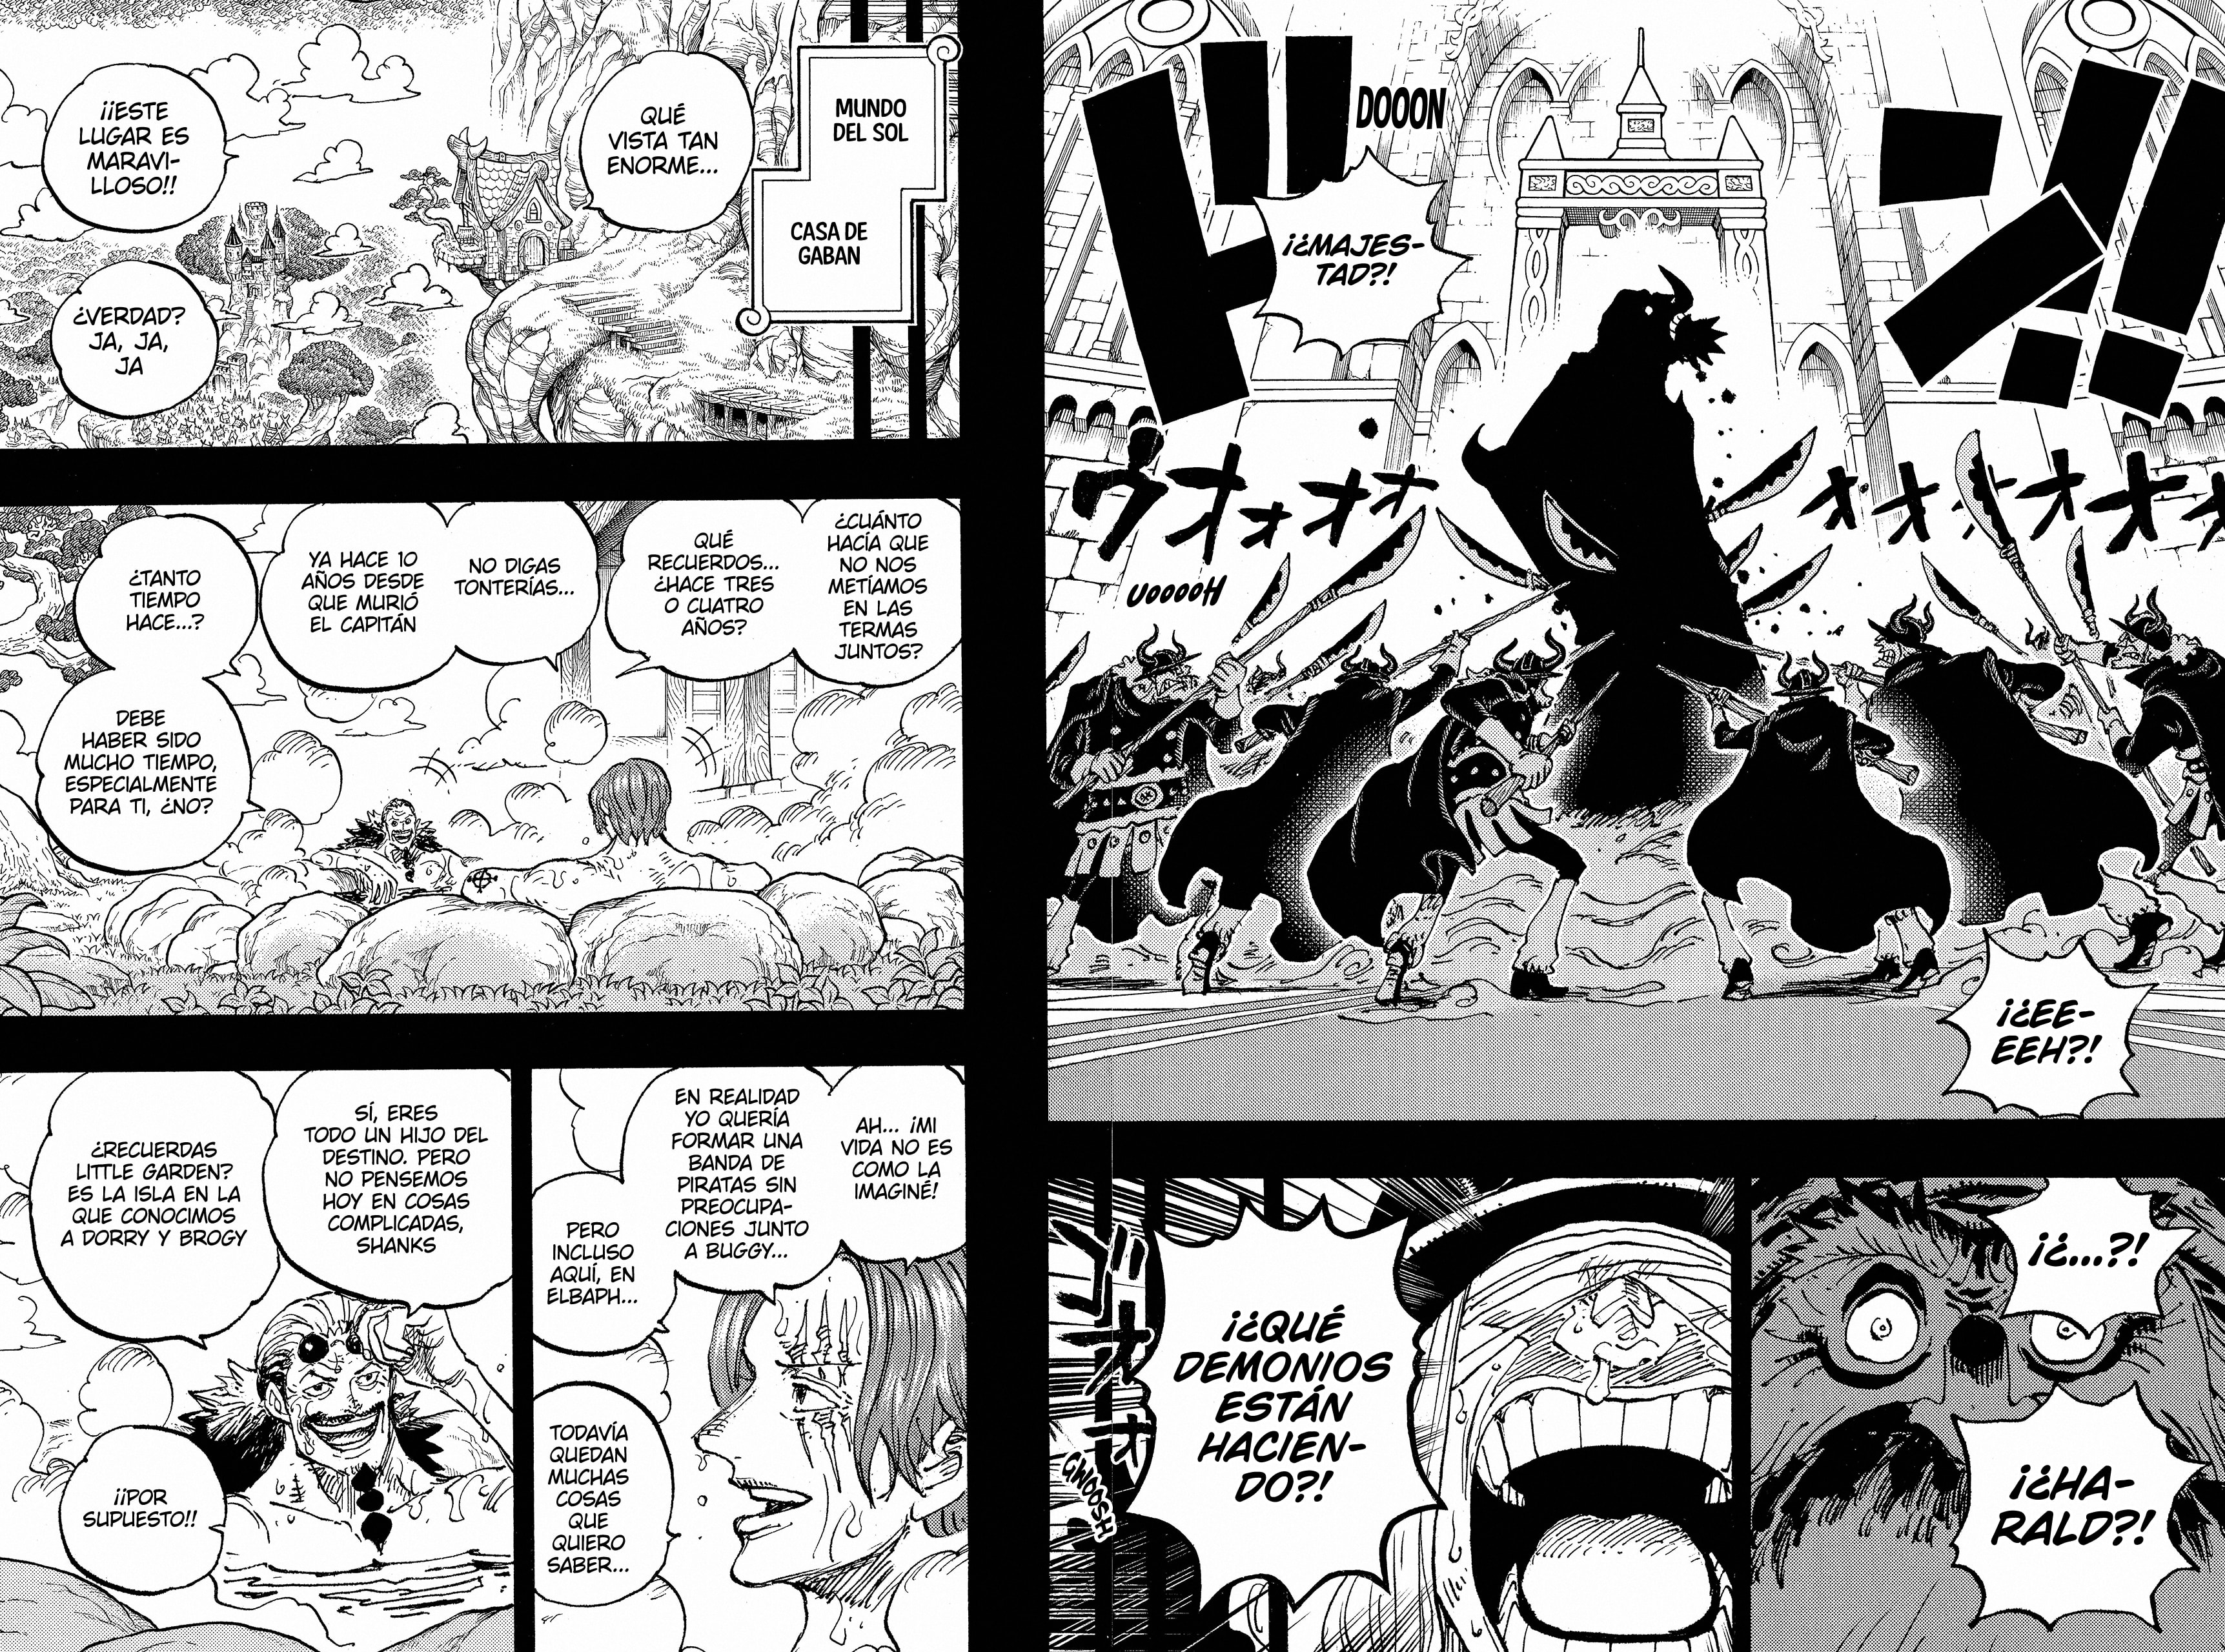 ドン!!
DOOON
¡¿MAJES-
TAD?!
ウオオオオオ
オオオオオオ
UOOOOH
¡¿EE-
EEH?!
¡¿...?!
¡¿HA-
RALD?!
¡¿QUÉ
DEMONIOS
ESTÁN
HACIEN-
DO?!
GWOOSH
MUNDO
DEL SOL
CASA DE
GABAN
QUÉ
VISTA TAN
ENORME...
¡¡ESTE
LUGAR ES
MARAVI-
LLOSO!!
¿VERDAD?
JA, JA,
JA
¿CUÁNTO
HACÍA QUE
NO NOS
METÍAMOS
EN LAS
TERMAS
JUNTOS?
QUÉ
RECUERDOS...
¿HACE TRES
O CUATRO
AÑOS?
NO DIGAS
TONTERÍAS...
YA HACE 10
AÑOS DESDE
QUE MURIÓ
EL CAPITÁN
¿TANTO
TIEMPO
HACE...?
DEBE
HABER SIDO
MUCHO TIEMPO,
ESPECIALMENTE
PARA TI, ¿NO?
AH... ¡MI
VIDA NO ES
COMO LA
IMAGINÉ!
EN REALIDAD
YO QUERÍA
FORMAR UNA
BANDA DE
PIRATAS SIN
PREOCUPA-
CIONES JUNTO
A BUGGY...
PERO
INCLUSO
AQUÍ, EN
ELBAPH...
TODAVÍA
QUEDAN
MUCHAS
COSAS
QUE
QUIERO
SABER...
SÍ, ERES
TODO UN HIJO DEL
DESTINO. PERO
NO PENSEMOS
HOY EN COSAS
COMPLICADAS,
SHANKS
¿RECUERDAS
LITTLE GARDEN?
ES LA ISLA EN LA
QUE CONOCIMOS
A DORRY Y BROGY
¡¡POR
SUPUESTO!!